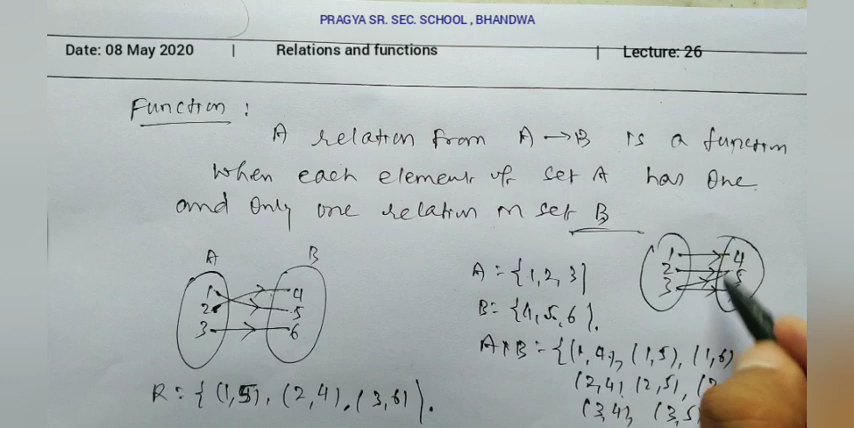 PRAGYA SR. SEC. SCHOOL , BHANDWA
Date: 08 May 2020 | Relations and functions | Lecture: 26
Function :
A relation from A → B is a function
when each element of set A has one
and only one relation in set B
A B
1 4
2 5
3 6
R = { (1,5), (2,4), (3,6) }.
A = {1, 2, 3}
B = {4, 5, 6}.
A×B = {(1,4), (1,5), (1,6)
(2,4) (2,5), (2
(3,4), (3,5
1 4
2 5
3